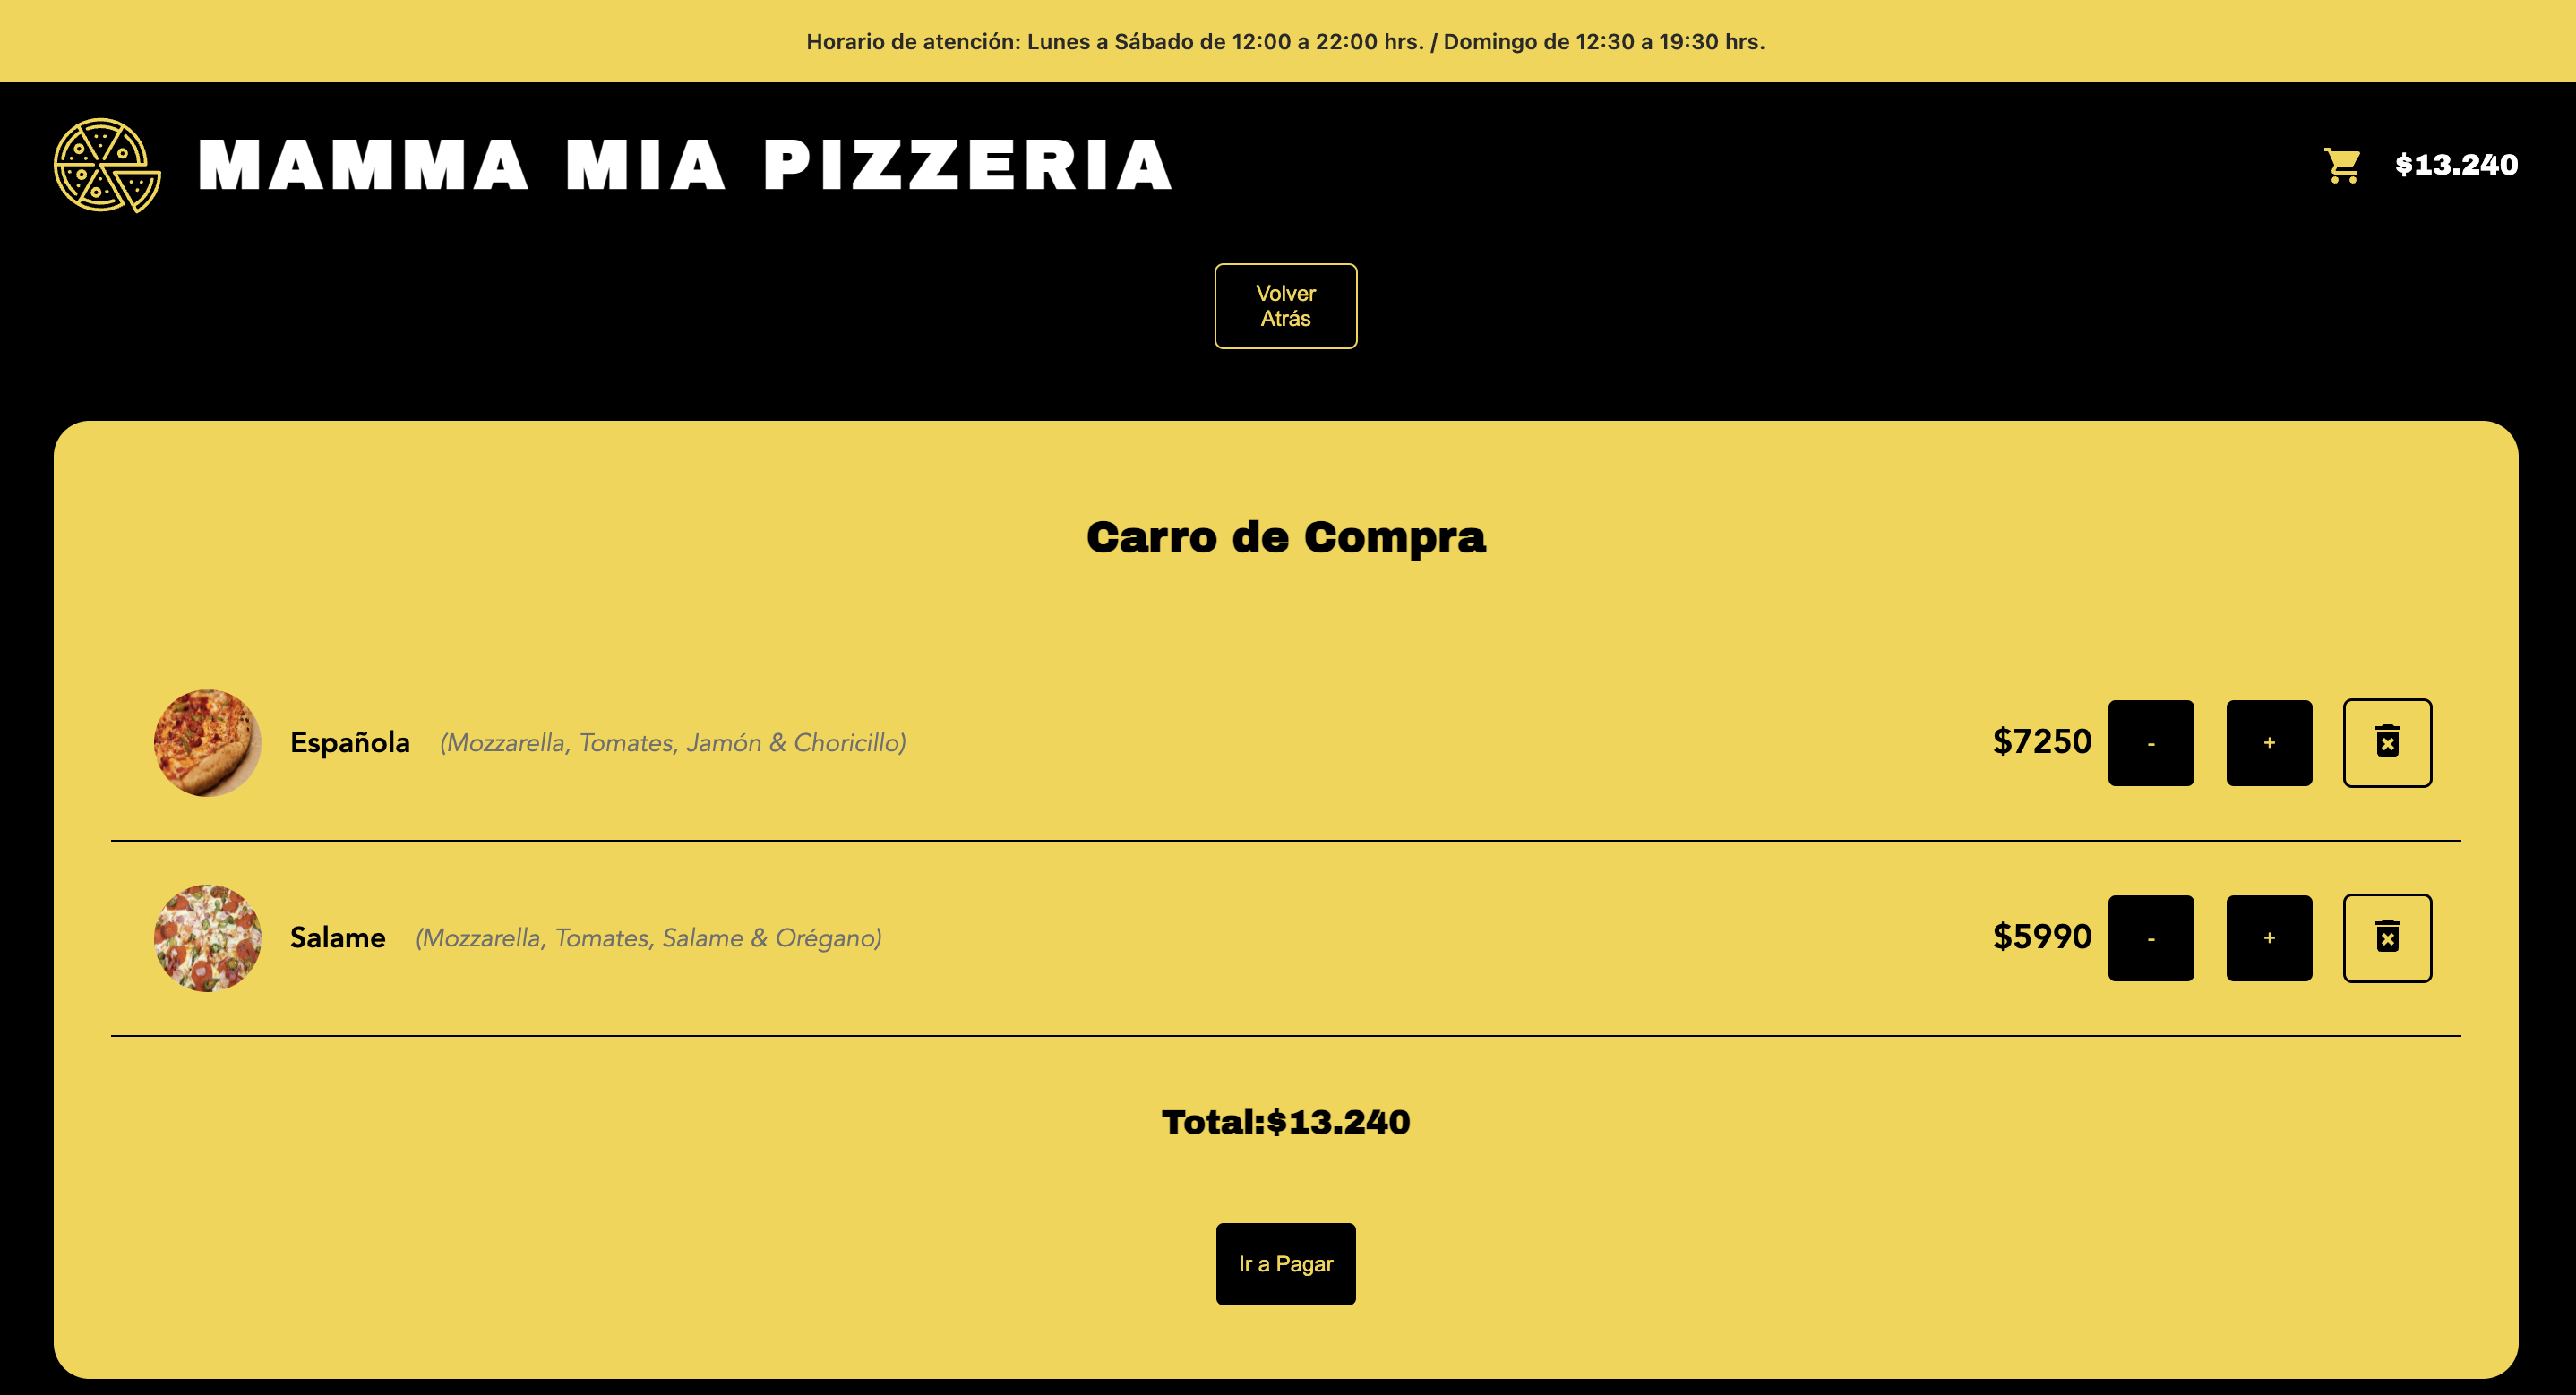 Horario de atención: Lunes a Sábado de 12:00 a 22:00 hrs. / Domingo de 12:30 a 19:30 hrs.
MAMMA MIA PIZZERIA
$13.240
Volver
Atrás
Carro de Compra
Española (Mozzarella, Tomates, Jamón & Choricillo) $7250 - +
Salame (Mozzarella, Tomates, Salame & Orégano) $5990 - +
Total:$13.240
Ir a Pagar